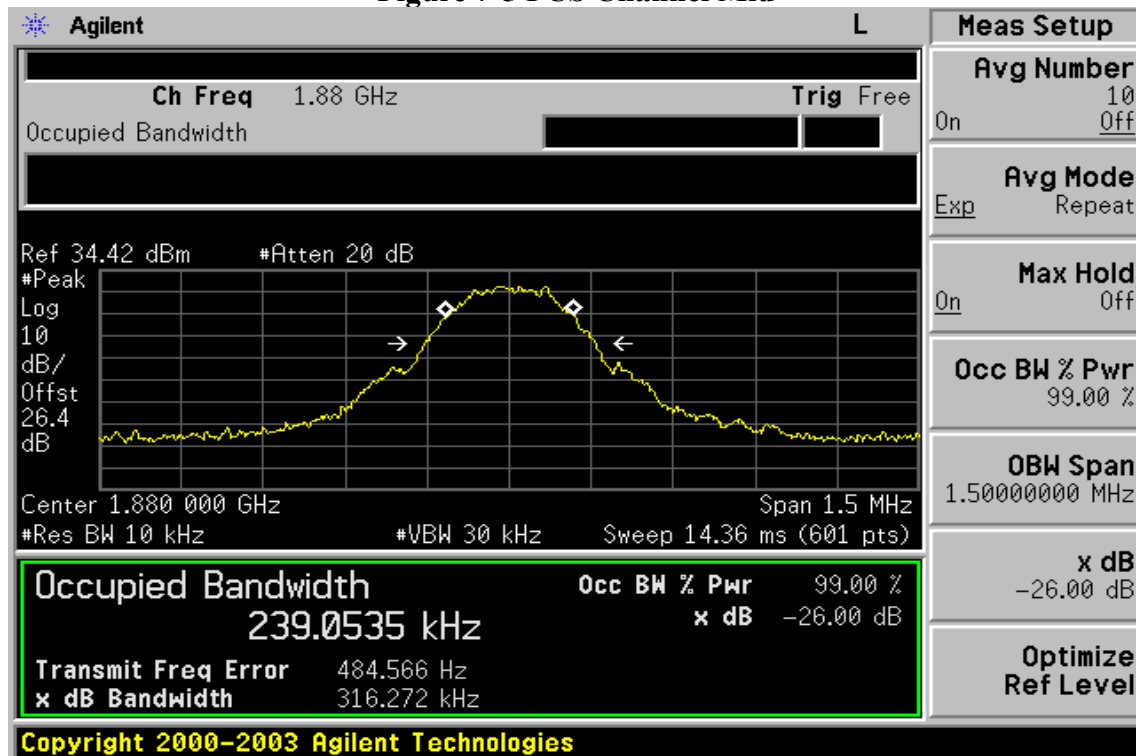 Agilent L Meas Setup
Ch Freq 1.88 GHz Trig Free
Occupied Bandwidth
Ref 34.42 dBm #Atten 20 dB
#Peak
Log
10
dB/
Offst
26.4
dB
Center 1.880 000 GHz Span 1.5 MHz
#Res BW 10 kHz #VBW 30 kHz Sweep 14.36 ms (601 pts)
Occupied Bandwidth
239.0535 kHz
Occ BW % Pwr 99.00 %
x dB -26.00 dB
Transmit Freq Error 484.566 Hz
x dB Bandwidth 316.272 kHz
Avg Number
10
On Off
Avg Mode
Exp Repeat
Max Hold
On Off
Occ BW % Pwr
99.00 %
OBW Span
1.50000000 MHz
x dB
-26.00 dB
Optimize
Ref Level
Copyright 2000-2003 Agilent Technologies